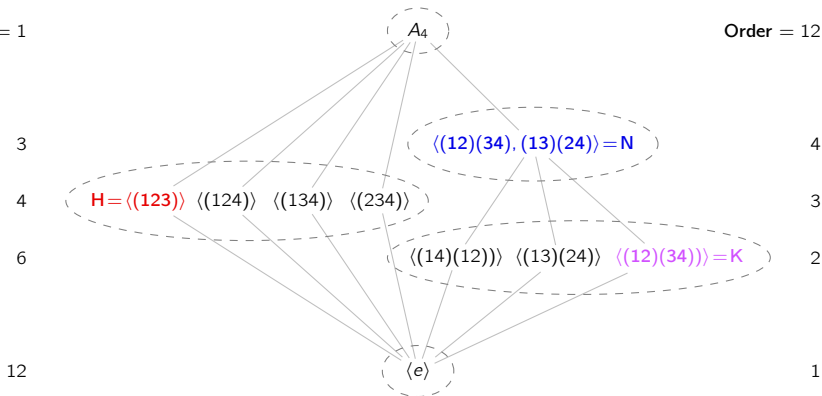 = 1 A₄ Order = 12
3 ⟨(12)(34), (13)(24)⟩=N 4
4 H=⟨(123)⟩ ⟨(124)⟩ ⟨(134)⟩ ⟨(234)⟩ 3
6 ⟨(14)(12))⟩ ⟨(13)(24)⟩ ⟨(12)(34))⟩=K 2
12 ⟨e⟩ 1